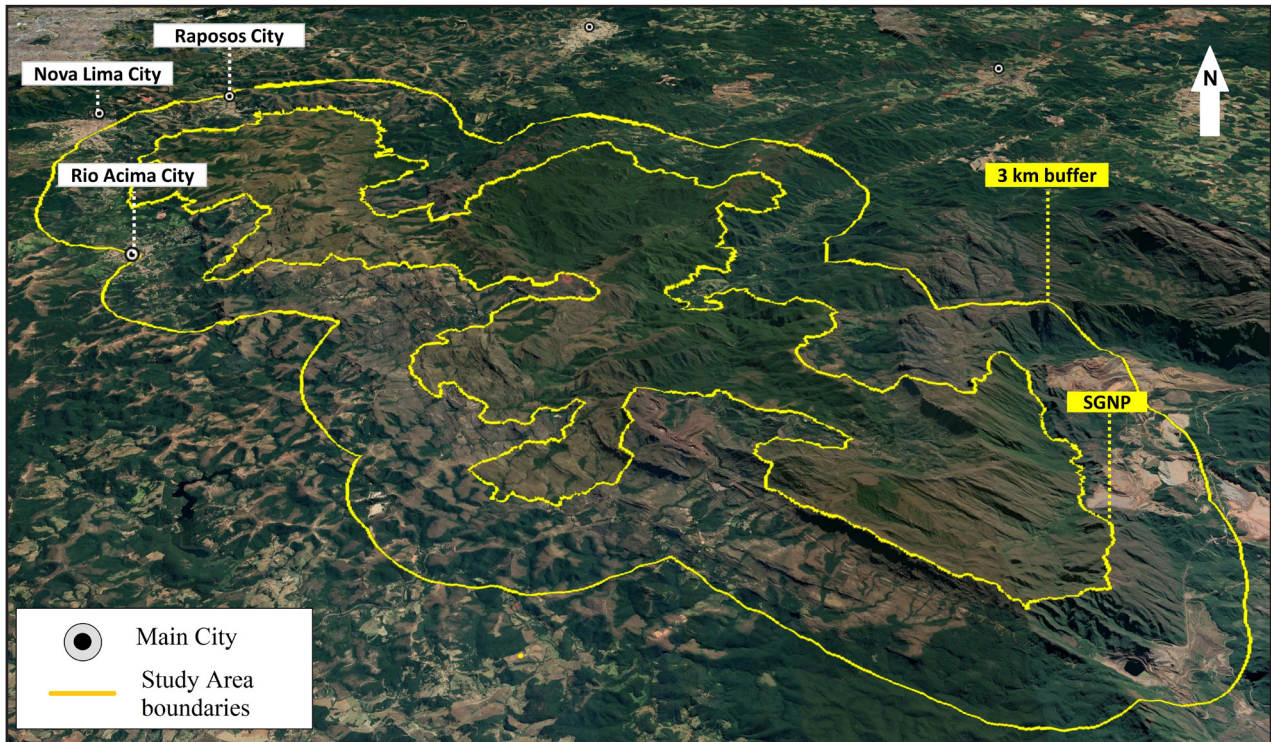 Raposos City
Nova Lima City
N
Rio Acima City
3 km buffer
SGNP
Main City
Study Area
boundaries